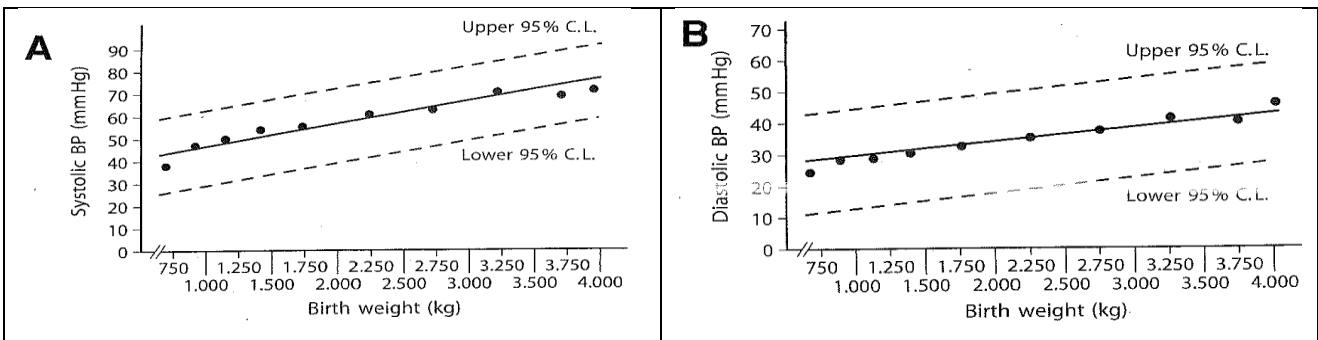 A
Systolic BP (mmHg)
90
80
70
60
50
40
30
20
10
0
Upper 95% C.L.
Lower 95% C.L.
750 1.250 1.750 2.250 2.750 3.250 3.750
1.000 1.500 2.000 2.500 3.000 3.500 4.000
Birth weight (kg)
B
Diastolic BP (mmHg)
70
60
50
40
30
20
10
0
Upper 95% C.L.
Lower 95% C.L.
750 1.250 1.750 2.250 2.750 3.250 3.750
1.000 1.500 2.000 2.500 3.000 3.500 4.000
Birth weight (kg)